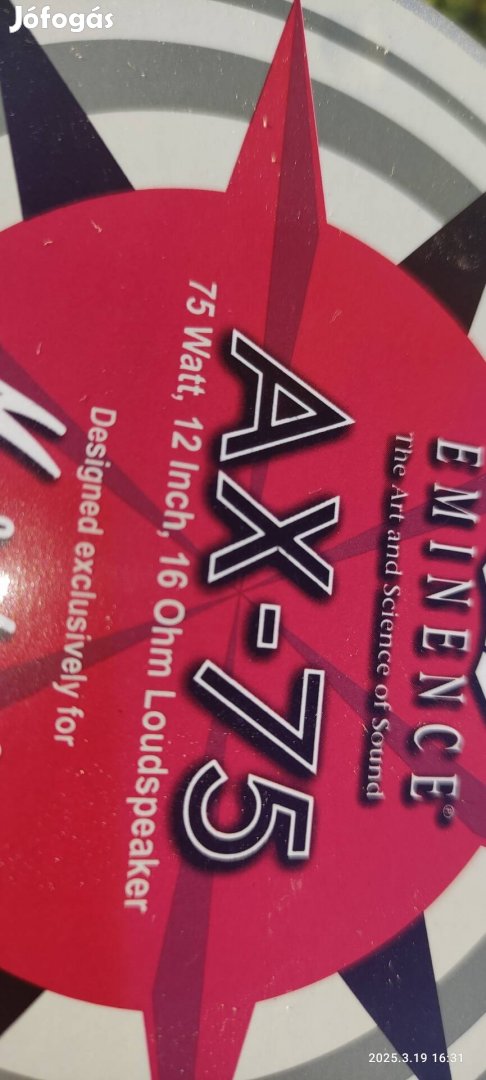 Jófogás
EMINENCE®
The Art and Science of Sound
AX-75
75 Watt, 12 Inch, 16 Ohm Loudspeaker
Designed exclusively for
2025.3.19 16:31